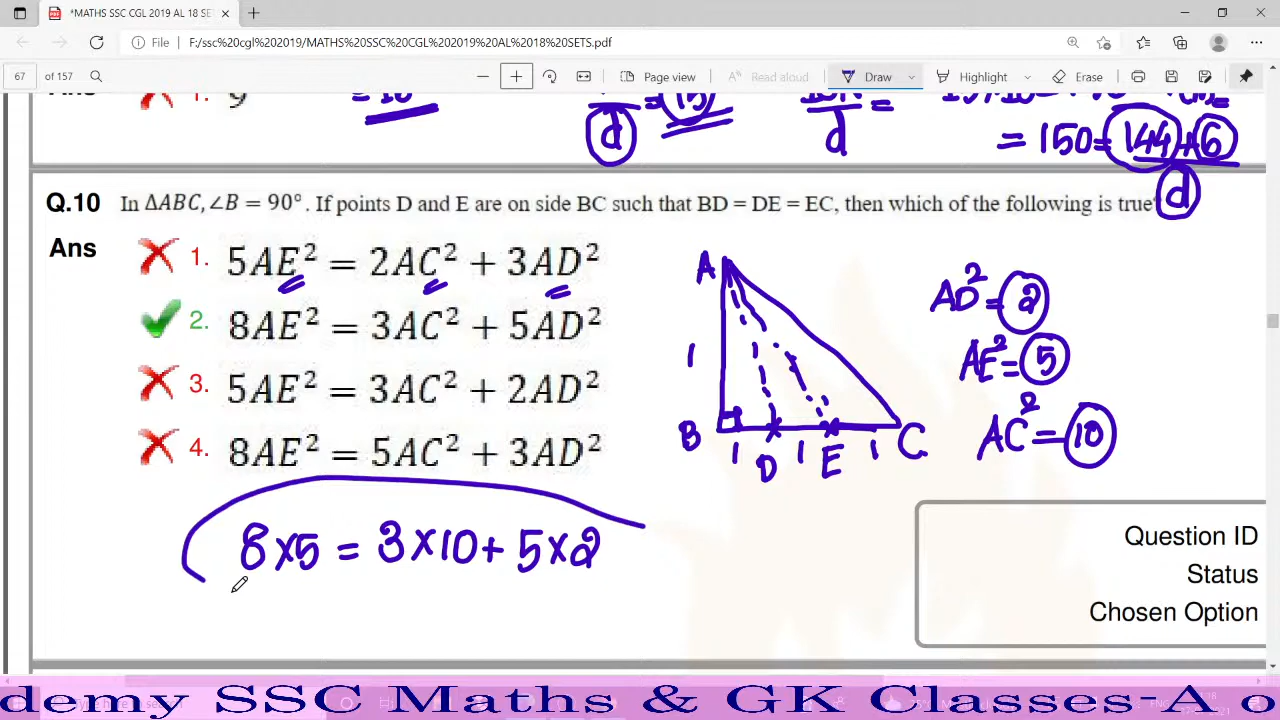 *MATHS SSC CGL 2019 AL 18 SE
File F:/ssc%20cgl%202019/MATHS%20SSC%20CGL%202019%20AL%2018%20SETS.pdf
67 of 157 Page view Read aloud Draw Highlight Erase
= 150 = 144 + 6
d
d
d
Q.10 In ΔABC, ∠B = 90°. If points D and E are on side BC such that BD = DE = EC, then which of the following is true
Ans
1. 5AE² = 2AC² + 3AD²
2. 8AE² = 3AC² + 5AD²
3. 5AE² = 3AC² + 2AD²
4. 8AE² = 5AC² + 3AD²
A
1
B 1 D 1 E 1 C
AD² = 2
AE² = 5
AC² = 10
8×5 = 3×10 + 5×2
Question ID
Status
Chosen Option
demy SSC Maths & GK Classes-A o